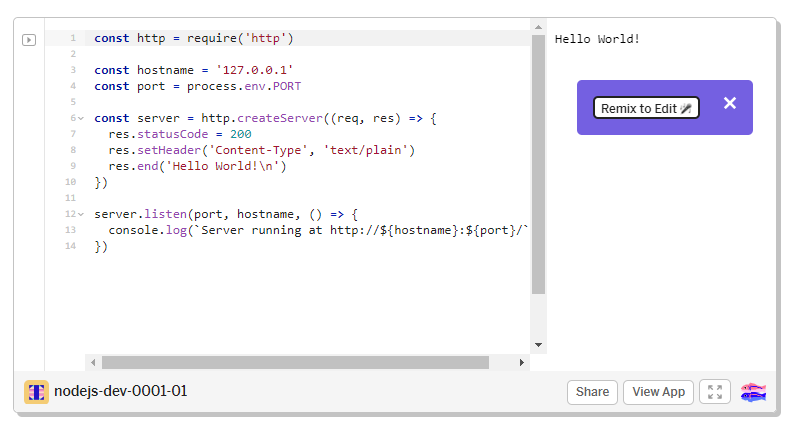 1 const http = require('http')
2
3 const hostname = '127.0.0.1'
4 const port = process.env.PORT
5
6 const server = http.createServer((req, res) => {
7   res.statusCode = 200
8   res.setHeader('Content-Type', 'text/plain')
9   res.end('Hello World!\n')
10 })
11
12 server.listen(port, hostname, () => {
13   console.log(`Server running at http://${hostname}:${port}/`
14 })
Hello World!
Remix to Edit
nodejs-dev-0001-01
Share
View App